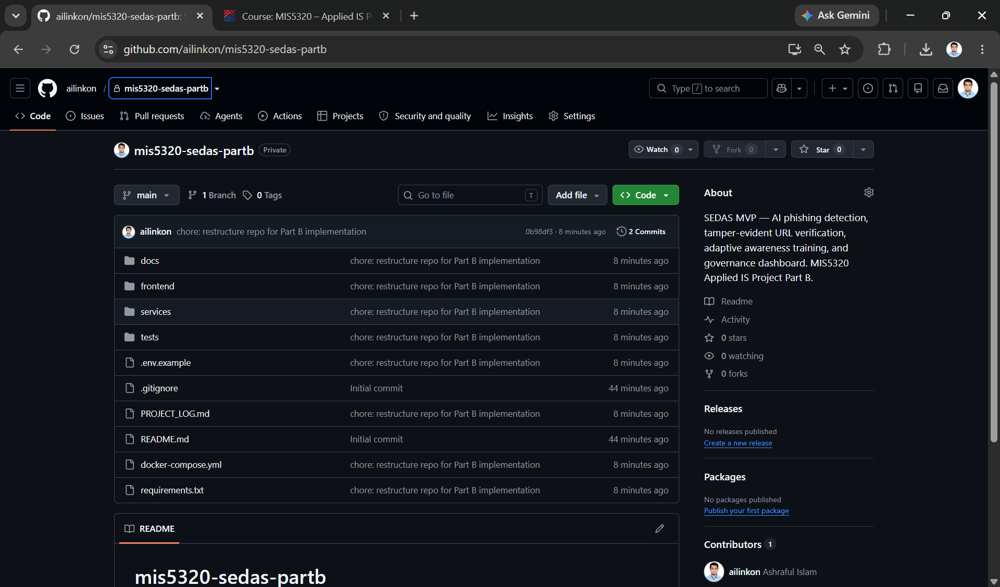 ailinkon/mis5320-sedas-partb:
Course: MIS5320 – Applied IS P
Ask Gemini
github.com/ailinkon/mis5320-sedas-partb
ailinkon / mis5320-sedas-partb
Type / to search
Code
Issues
Pull requests
Agents
Actions
Projects
Security and quality
Insights
Settings
mis5320-sedas-partb Private
Watch 0
Fork 0
Star 0
main
1 Branch
0 Tags
Go to file T
Add file
Code
ailinkon chore: restructure repo for Part B implementation 0b98df3 · 8 minutes ago 2 Commits
docs chore: restructure repo for Part B implementation 8 minutes ago
frontend chore: restructure repo for Part B implementation 8 minutes ago
services chore: restructure repo for Part B implementation 8 minutes ago
tests chore: restructure repo for Part B implementation 8 minutes ago
.env.example chore: restructure repo for Part B implementation 8 minutes ago
.gitignore Initial commit 44 minutes ago
PROJECT_LOG.md chore: restructure repo for Part B implementation 8 minutes ago
README.md Initial commit 44 minutes ago
docker-compose.yml chore: restructure repo for Part B implementation 8 minutes ago
requirements.txt chore: restructure repo for Part B implementation 8 minutes ago
README
mis5320-sedas-partb
About
SEDAS MVP — AI phishing detection,
tamper-evident URL verification,
adaptive awareness training, and
governance dashboard. MIS5320
Applied IS Project Part B.
Readme
Activity
0 stars
0 watching
0 forks
Releases
No releases published
Create a new release
Packages
No packages published
Publish your first package
Contributors 1
ailinkon Ashraful Islam